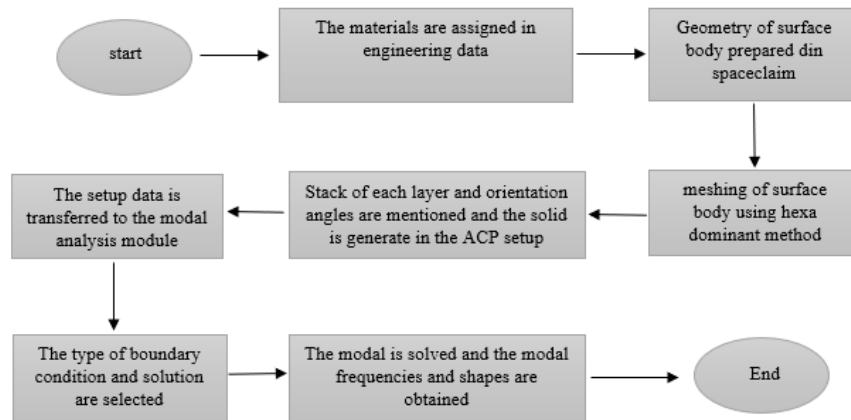 start
The materials are assigned in
engineering data
Geometry of surface
body prepared din
spaceclaim
meshing of surface
body using hexa
dominant method
Stack of each layer and orientation
angles are mentioned and the solid
is generate in the ACP setup
The setup data is
transferred to the modal
analysis module
The type of boundary
condition and solution
are selected
The modal is solved and the modal
frequencies and shapes are
obtained
End